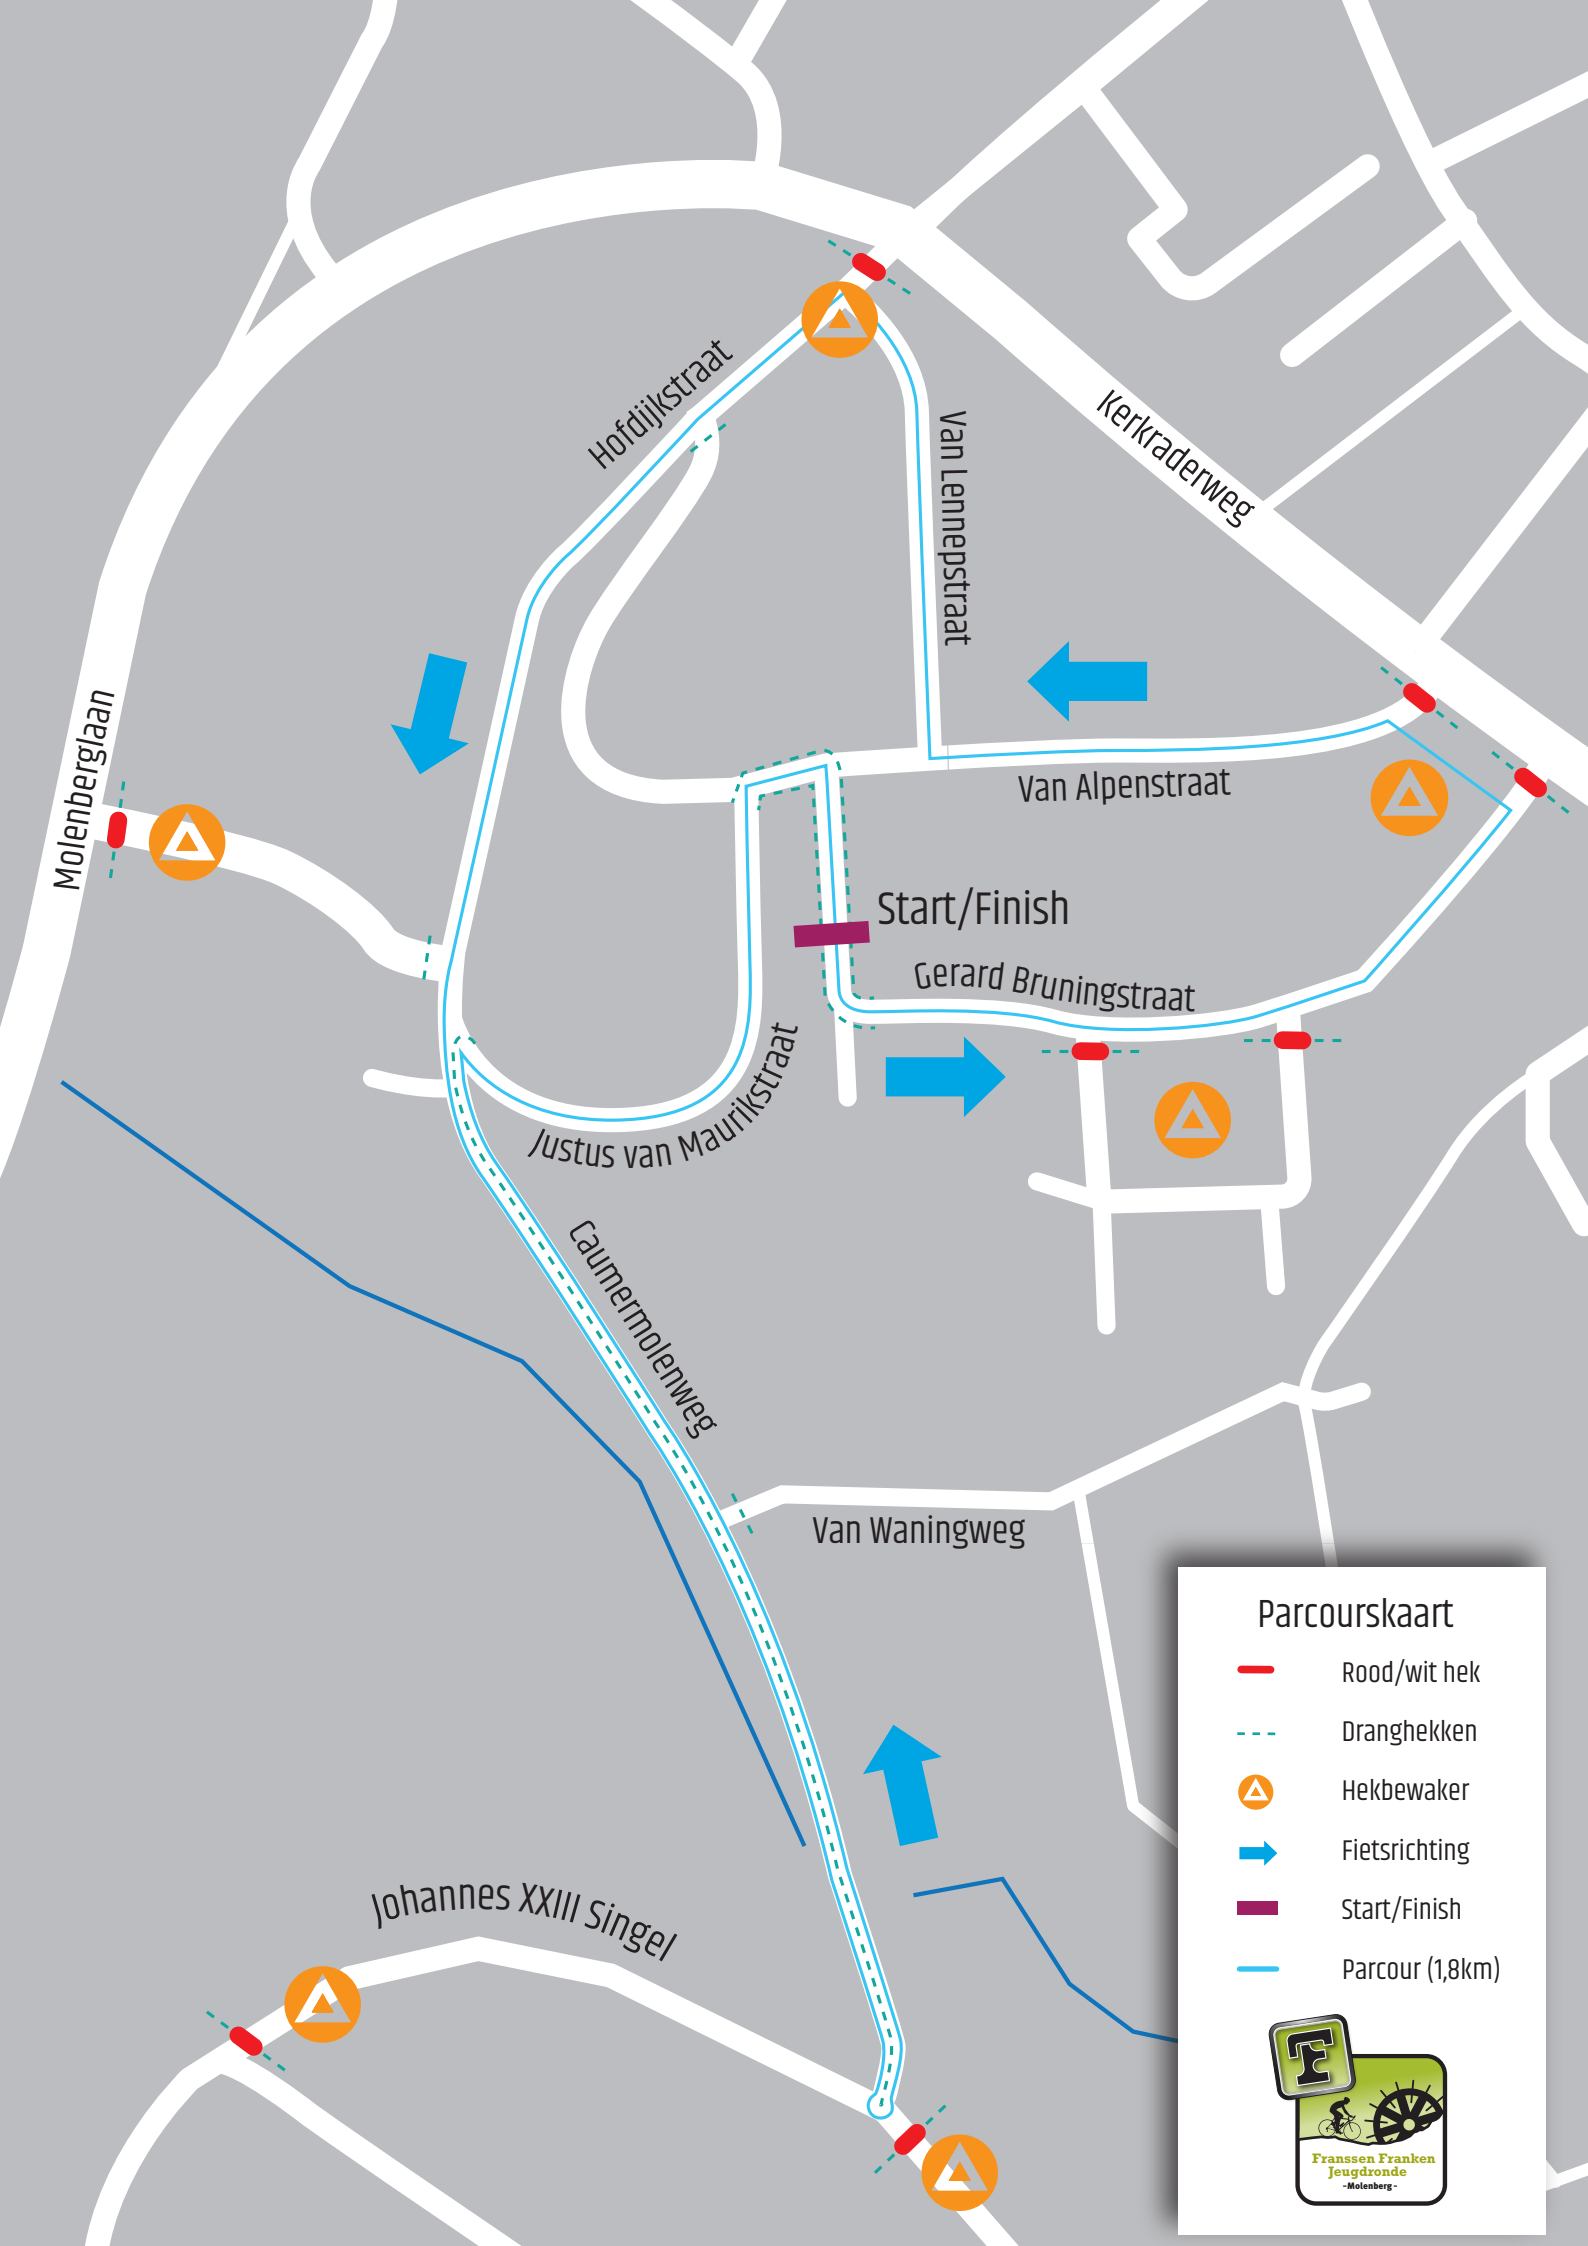 Hofdijkstraat
Van Lennepstraat
Kerkraderweg
Molenberglaan
Van Alpenstraat
Start/Finish
Gerard Bruningstraat
Justus van Maurikstraat
Caumermolenweg
Van Waningweg
Johannes XXIII Singel
Parcourskaart
Rood/wit hek
Dranghekken
Hekbewaker
Fietsrichting
Start/Finish
Parcour (1,8km)
F
Franssen Franken
Jeugdronde
-Molenberg-